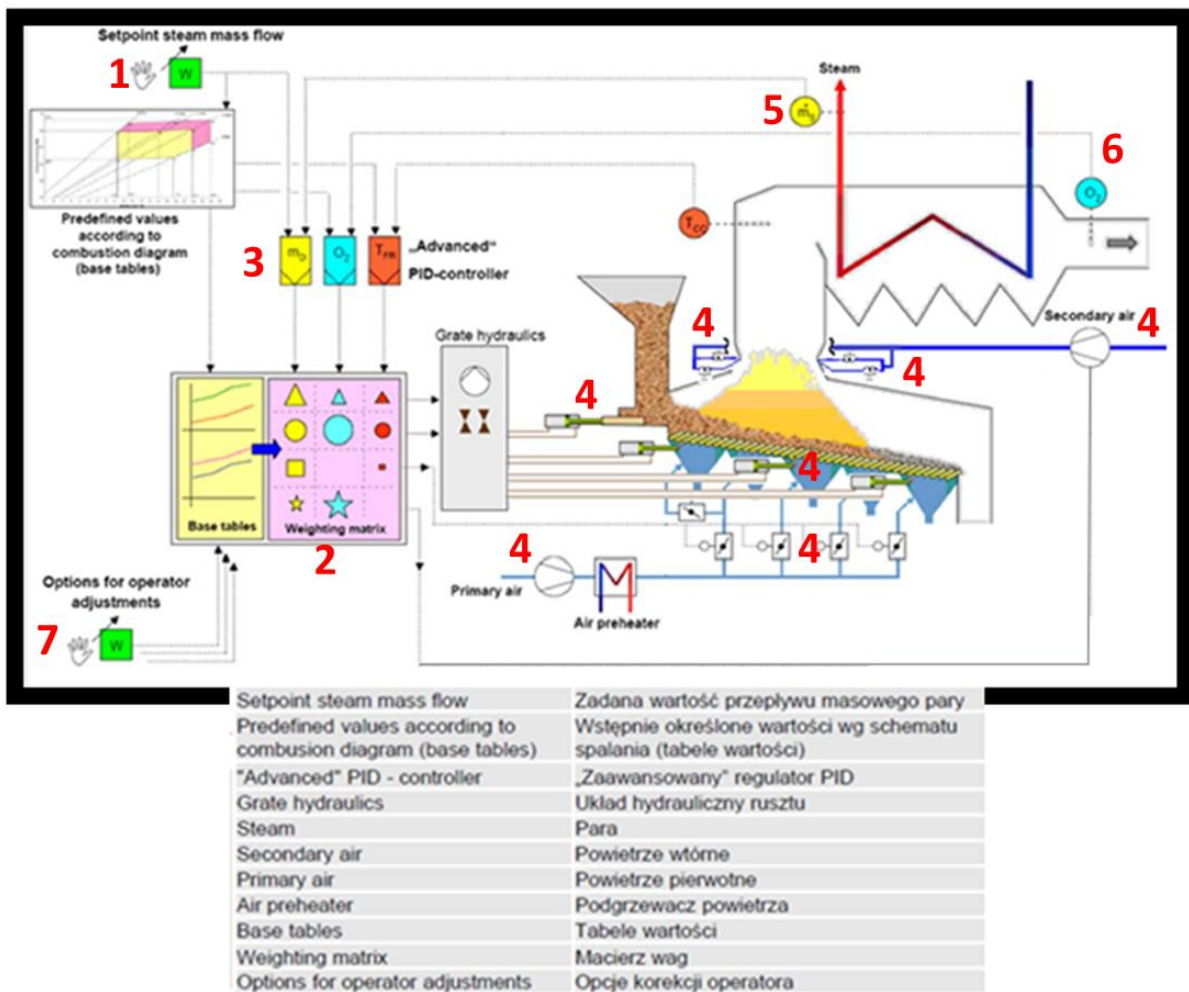 Setpoint steam mass flow
1
W
Steam
5
ṁ
6
O₂
Predefined values
according to
combustion diagram
(base tables)
3
m_D
O₂
T_FR
„Advanced“
PID-controller
T_CC
Grate hydraulics
4
Secondary air
4
4
4
4
4
4
Base tables
Weighting matrix
2
Primary air
Air preheater
Options for operator
adjustments
7
W
Setpoint steam mass flow Zadana wartość przepływu masowego pary
Predefined values according to Wstępnie określone wartości wg schematu
combusion diagram (base tables) spalania (tabele wartości)
"Advanced" PID - controller „Zaawansowany” regulator PID
Grate hydraulics Układ hydrauliczny rusztu
Steam Para
Secondary air Powietrze wtórne
Primary air Powietrze pierwotne
Air preheater Podgrzewacz powietrza
Base tables Tabele wartości
Weighting matrix Macierz wag
Options for operator adjustments Opcje korekcji operatora